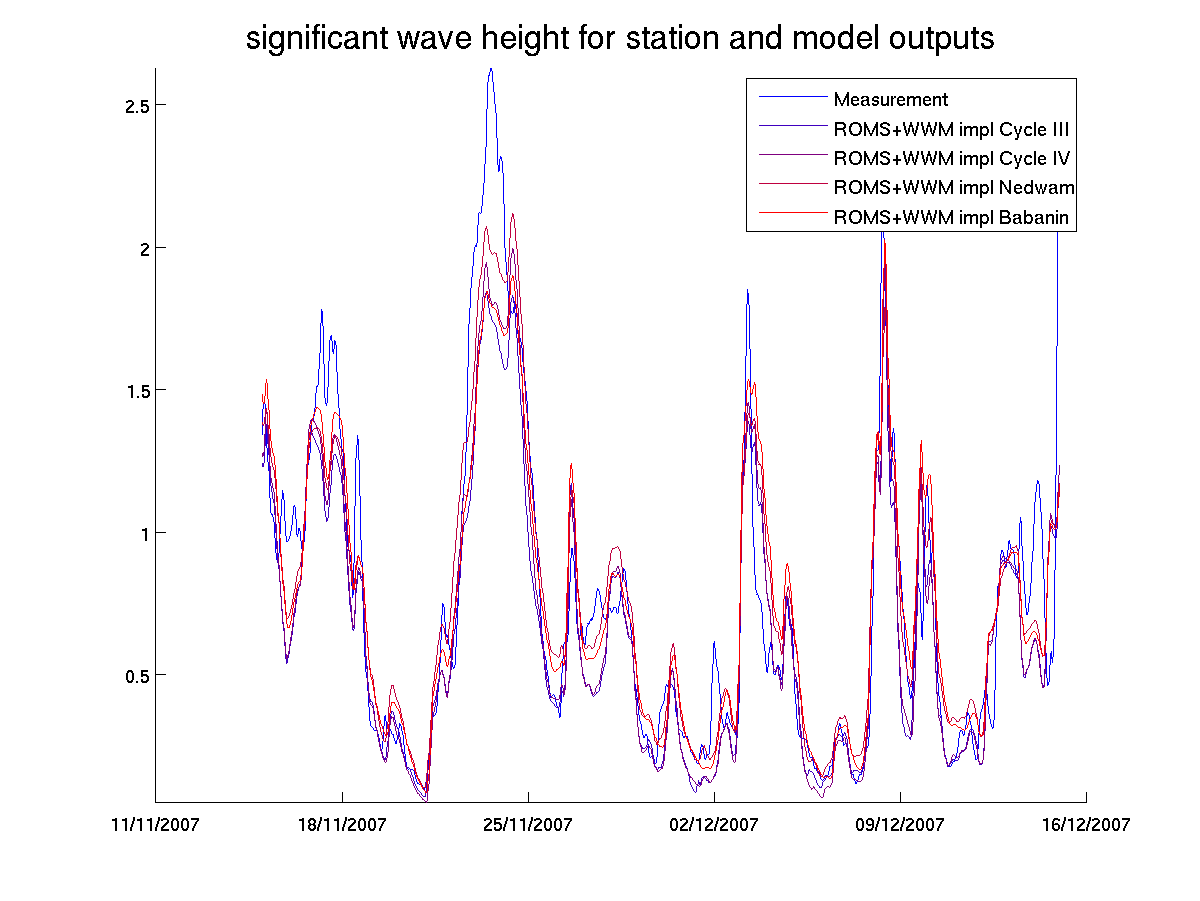 significant wave height for station and model outputs
Measurement
ROMS+WWM impl Cycle III
ROMS+WWM impl Cycle IV
ROMS+WWM impl Nedwam
ROMS+WWM impl Babanin
2.5
2
1.5
1
0.5
11/11/2007 18/11/2007 25/11/2007 02/12/2007 09/12/2007 16/12/2007